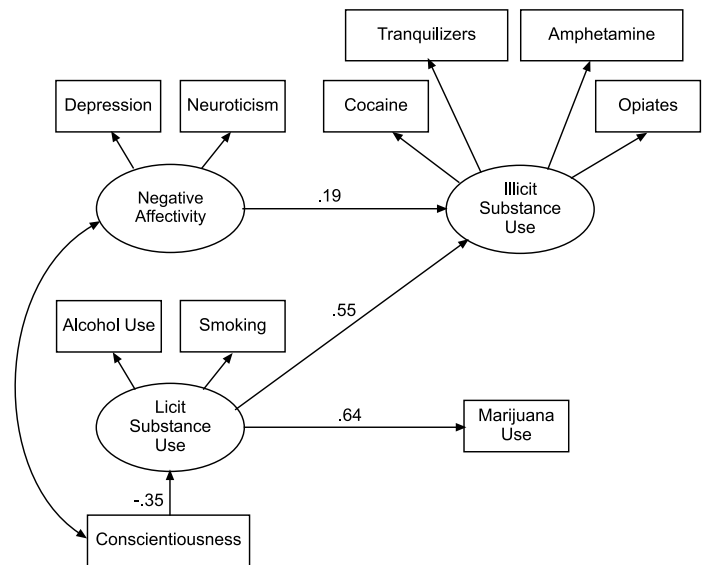 Tranquilizers
Amphetamine
Depression
Neuroticism
Cocaine
Opiates
Negative
Affectivity
.19
Illicit
Substance
Use
Alcohol Use
Smoking
.55
Licit
Substance
Use
.64
Marijuana
Use
-.35
Conscientiousness